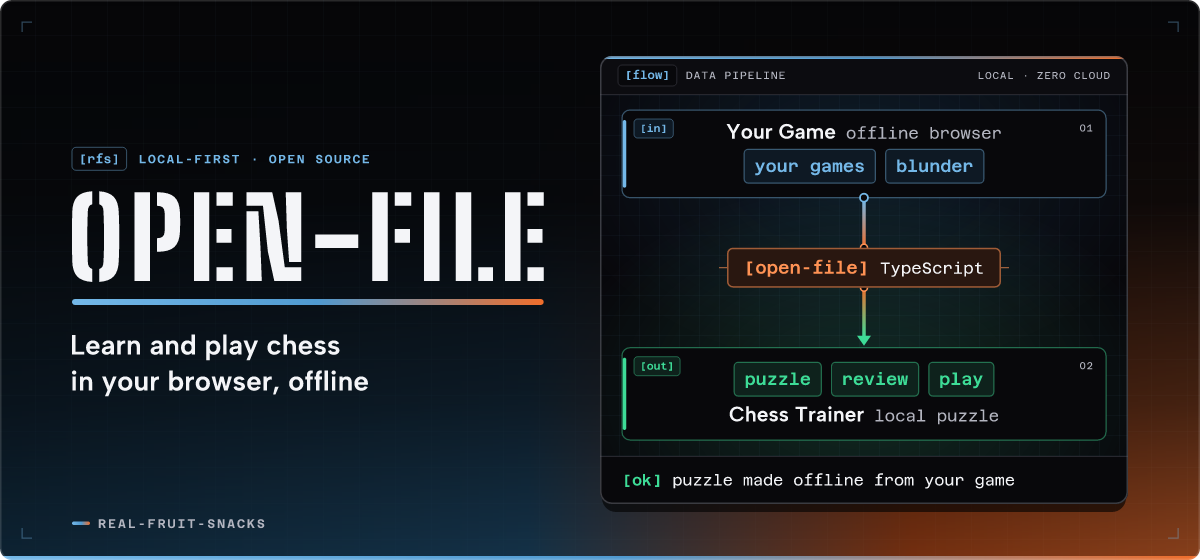 [rfs] LOCAL-FIRST · OPEN SOURCE
OPEN-FILE
Learn and play chess
in your browser, offline
REAL-FRUIT-SNACKS
[flow] DATA PIPELINE LOCAL · ZERO CLOUD
[in] Your Game offline browser 01
your games blunder
[open-file] TypeScript
[out] puzzle review play 02
Chess Trainer local puzzle
[ok] puzzle made offline from your game